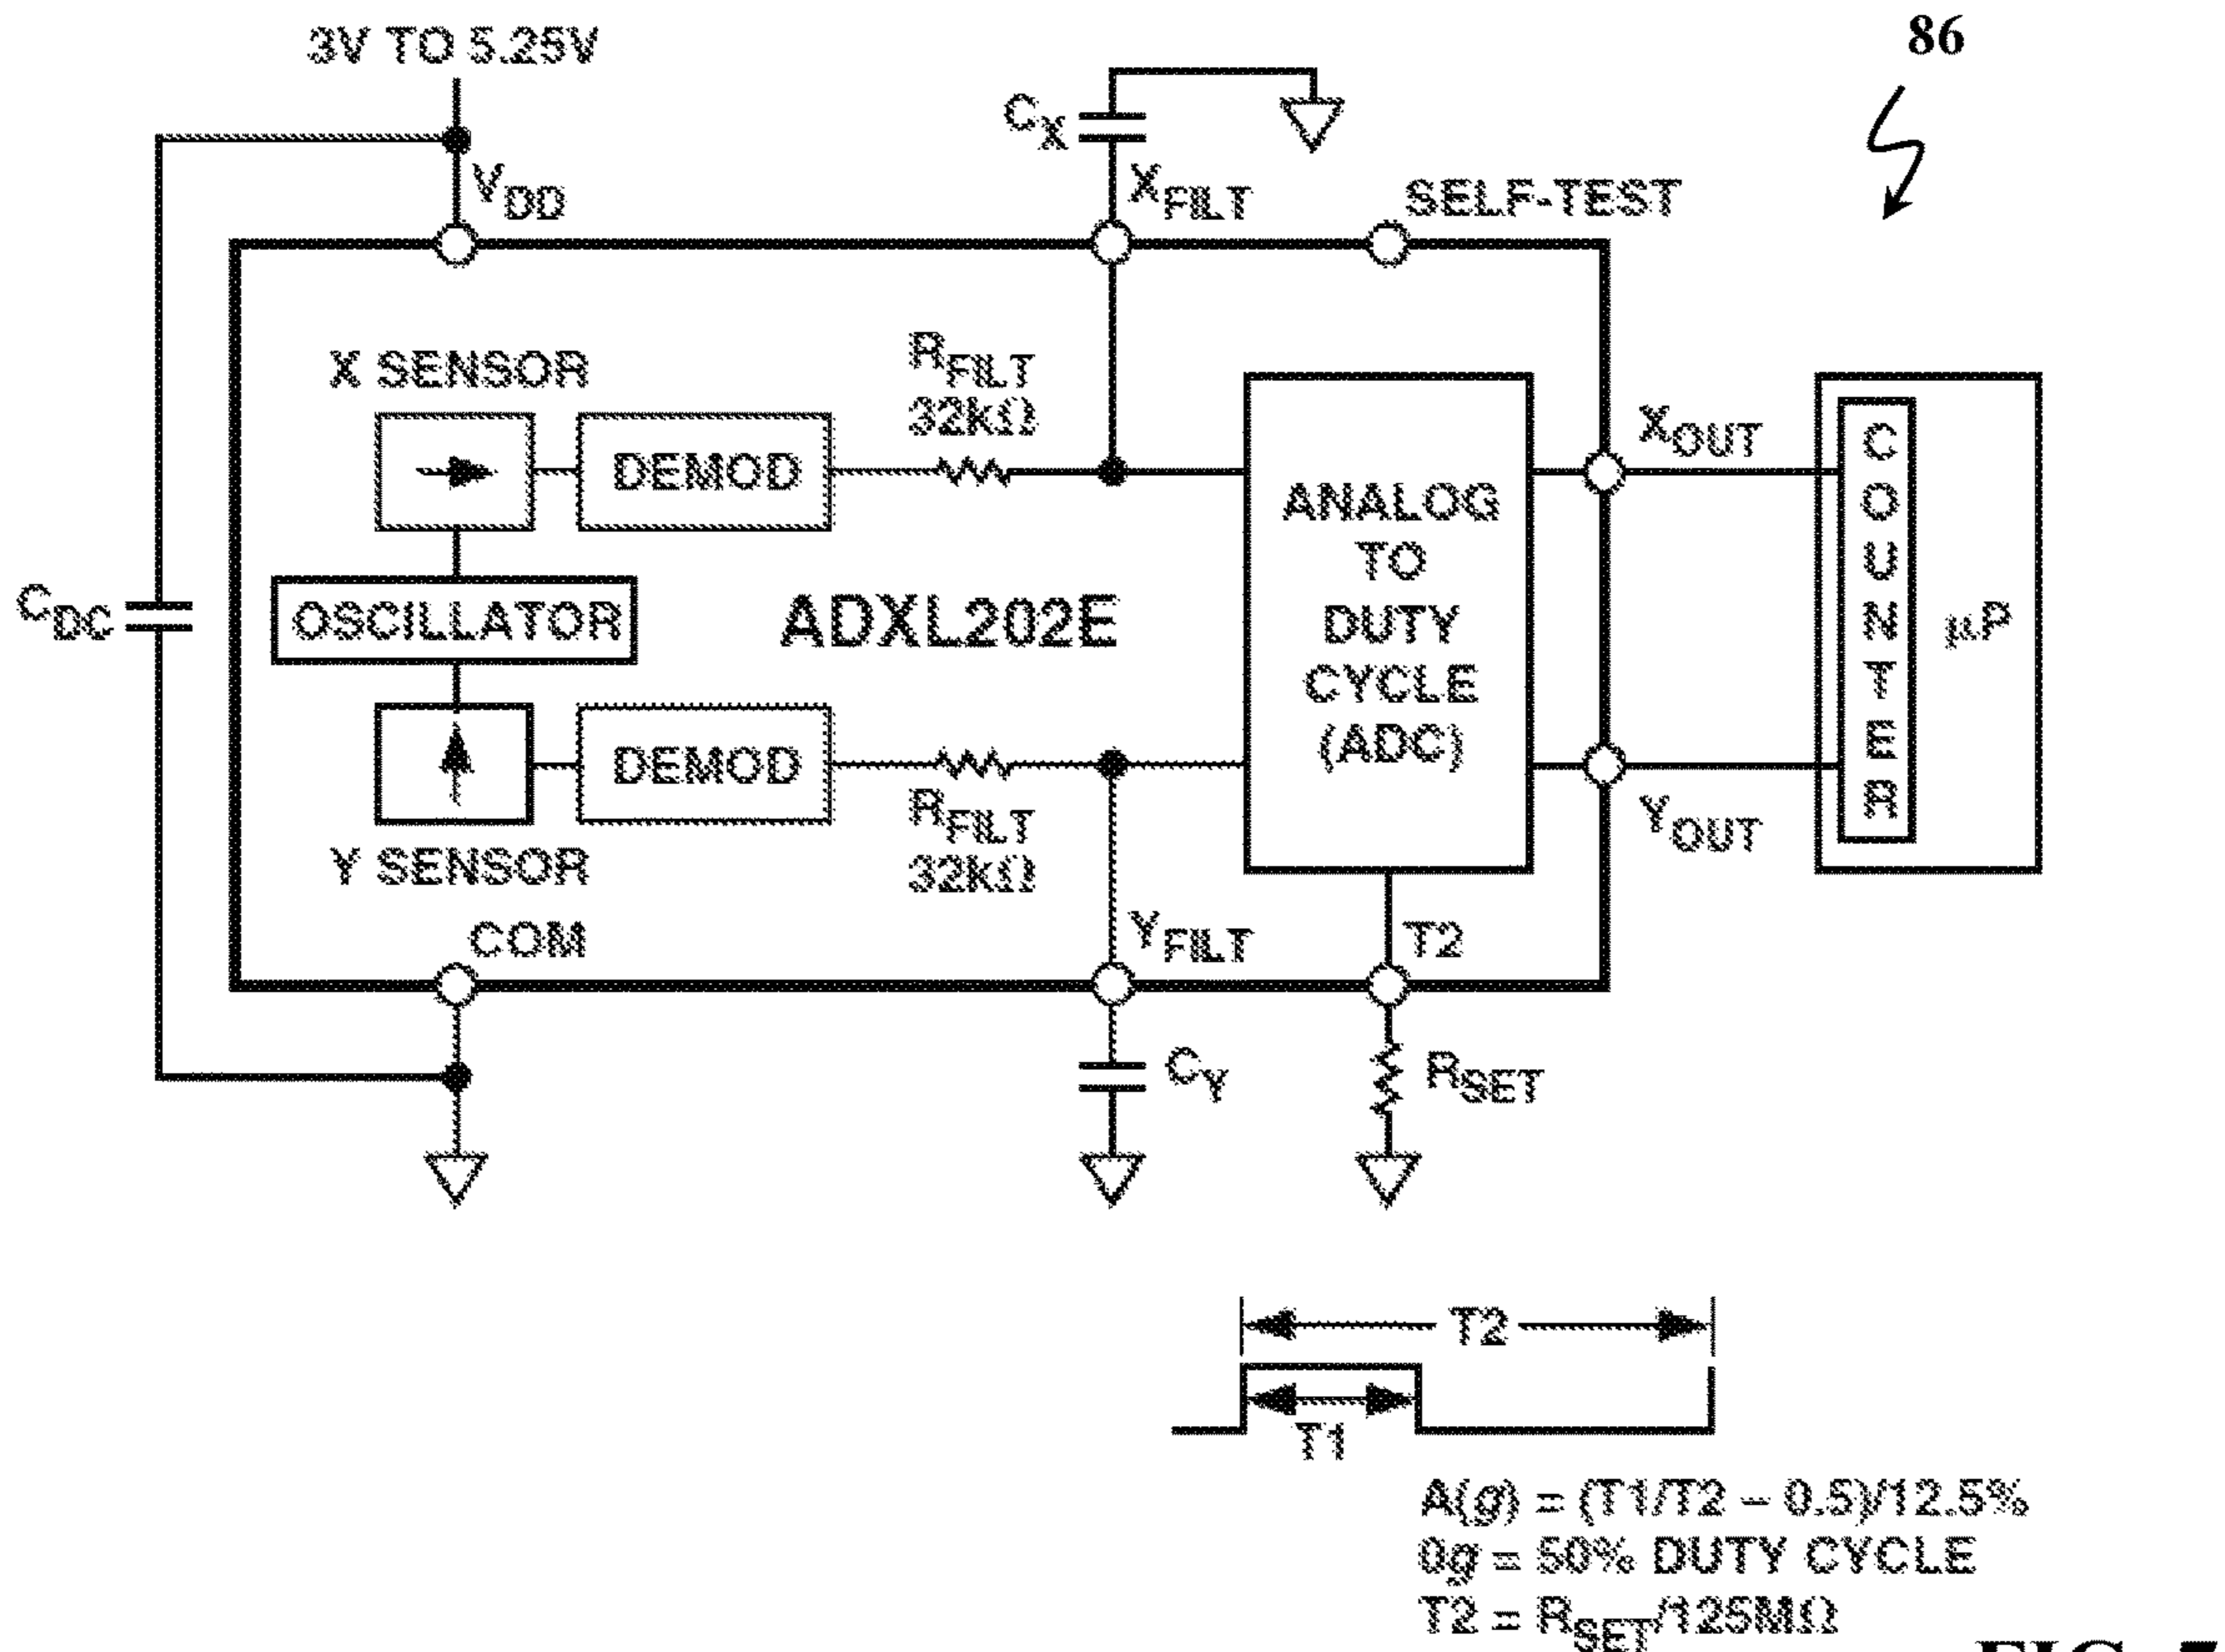 86
3V TO 5.25V
CX
VDD
XFILT
SELF-TEST
X SENSOR
RFILT
32kΩ
DEMOD
XOUT
COUNTER
ANALOG
TO
DUTY
CYCLE
(ADC)
CDC
OSCILLATOR
ADXL202E
µP
DEMOD
RFILT
32kΩ
YOUT
Y SENSOR
COM
YFILT
T2
CY
RSET
T2
T1
A(g) = (T1/T2 – 0.5)/12.5%
0g = 50% DUTY CYCLE
T2 = RSET/125MΩ